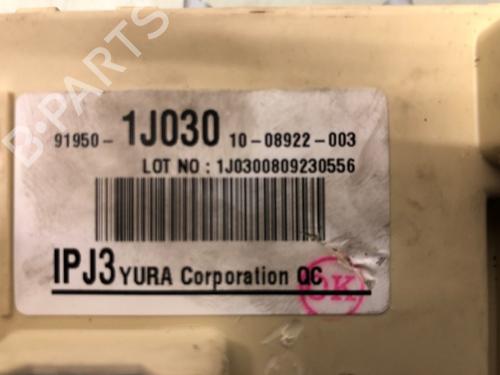 91950- 1J030 10-08922-003
LOT NO : 1J0300809230556
IPJ3 YURA Corporation QC
OK
B-PARTS